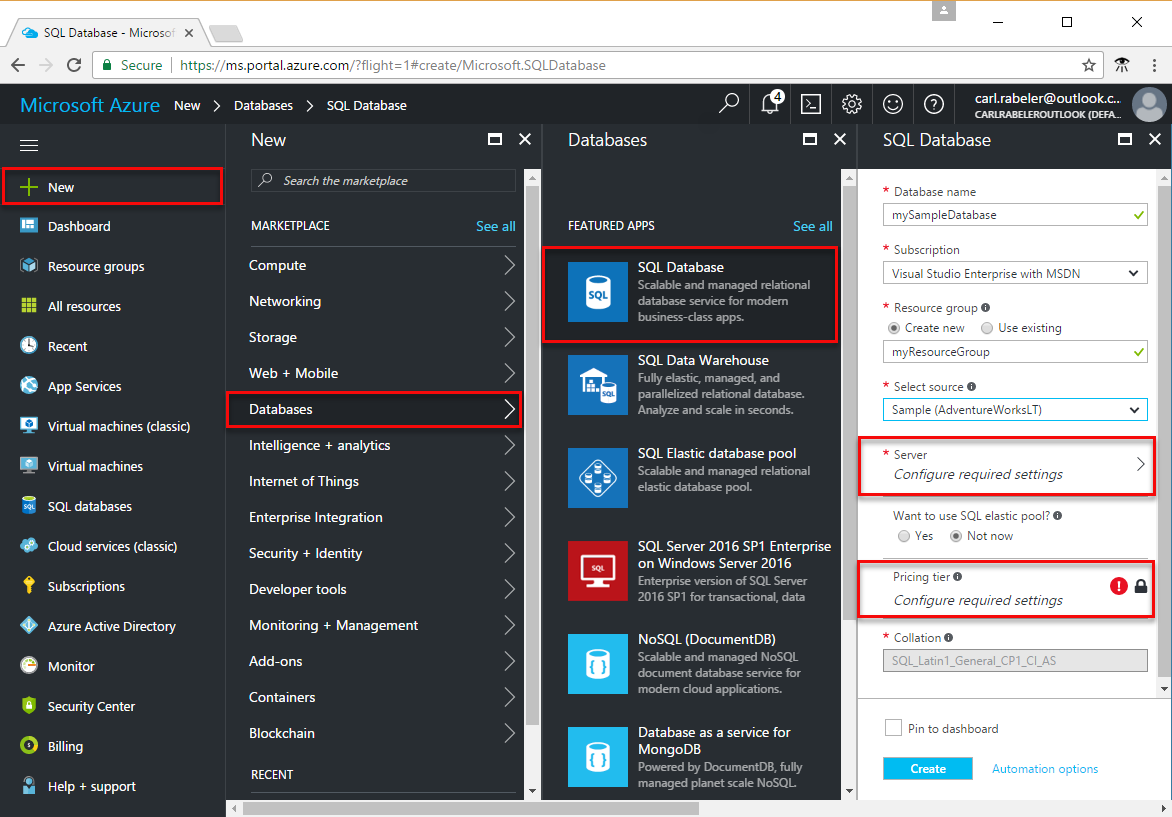 SQL Database - Microsof
Secure
https://ms.portal.azure.com/?flight=1#create/Microsoft.SQLDatabase
Microsoft Azure New > Databases > SQL Database
4
carl.rabeler@outlook.c...
CARLRABELEROUTLOOK (DEFA...
New
Dashboard
Resource groups
All resources
Recent
App Services
Virtual machines (classic)
Virtual machines
SQL databases
Cloud services (classic)
Subscriptions
Azure Active Directory
Monitor
Security Center
Billing
Help + support
New
Search the marketplace
MARKETPLACE
See all
Compute
Networking
Storage
Web + Mobile
Databases
Intelligence + analytics
Internet of Things
Enterprise Integration
Security + Identity
Developer tools
Monitoring + Management
Add-ons
Containers
Blockchain
RECENT
Databases
FEATURED APPS
See all
SQL
SQL Database
Scalable and managed relational
database service for modern
business-class apps.
SQL
SQL Data Warehouse
Fully elastic, managed, and
parallelized relational database.
Analyze and scale in seconds.
SQL Elastic database pool
Scalable and managed relational
elastic database pool.
SQL
SQL Server 2016 SP1 Enterprise
on Windows Server 2016
Enterprise version of SQL Server
2016 SP1 for transactional, data
NoSQL (DocumentDB)
Scalable and managed NoSQL
document database service for
modern cloud applications.
Database as a service for
MongoDB
Powered by DocumentDB, fully
managed planet scale NoSQL.
SQL Database
* Database name
mySampleDatabase
* Subscription
Visual Studio Enterprise with MSDN
* Resource group
Create new Use existing
myResourceGroup
* Select source
Sample (AdventureWorksLT)
* Server
Configure required settings
Want to use SQL elastic pool?
Yes Not now
Pricing tier
Configure required settings
* Collation
SQL_Latin1_General_CP1_CI_AS
Pin to dashboard
Create
Automation options